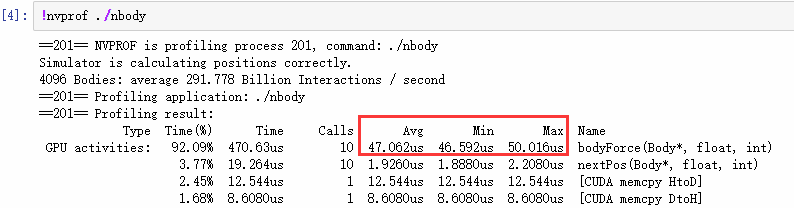 [4]: !nvprof ./nbody
==201== NVPROF is profiling process 201, command: ./nbody
Simulator is calculating positions correctly.
4096 Bodies: average 291.778 Billion Interactions / second
==201== Profiling application: ./nbody
==201== Profiling result:
Type Time(%) Time Calls Avg Min Max Name
GPU activities: 92.09% 470.63us 10 47.062us 46.592us 50.016us bodyForce(Body*, float, int)
3.77% 19.264us 10 1.9260us 1.8880us 2.2080us nextPos(Body*, float, int)
2.45% 12.544us 1 12.544us 12.544us 12.544us [CUDA memcpy HtoD]
1.68% 8.6080us 1 8.6080us 8.6080us 8.6080us [CUDA memcpy DtoH]